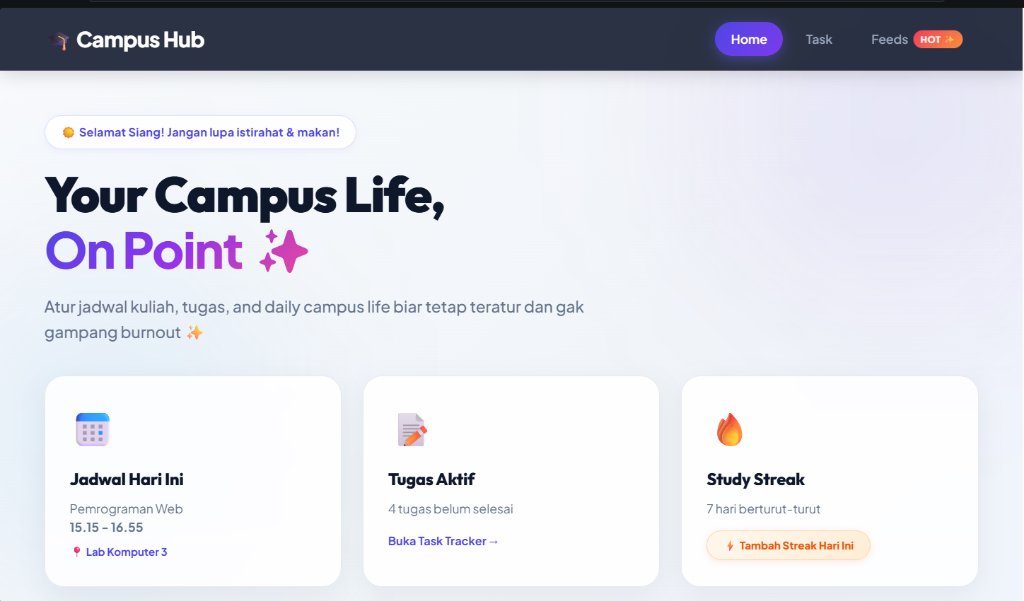 Campus Hub
Home
Task
Feeds
HOT ✨
Selamat Siang! Jangan lupa istirahat & makan!
Your Campus Life,
On Point ✨
Atur jadwal kuliah, tugas, and daily campus life biar tetap teratur dan gak
gampang burnout ✨
Jadwal Hari Ini
Pemrograman Web
15.15 – 16.55
📍 Lab Komputer 3
Tugas Aktif
4 tugas belum selesai
Buka Task Tracker →
Study Streak
7 hari berturut-turut
⚡ Tambah Streak Hari Ini